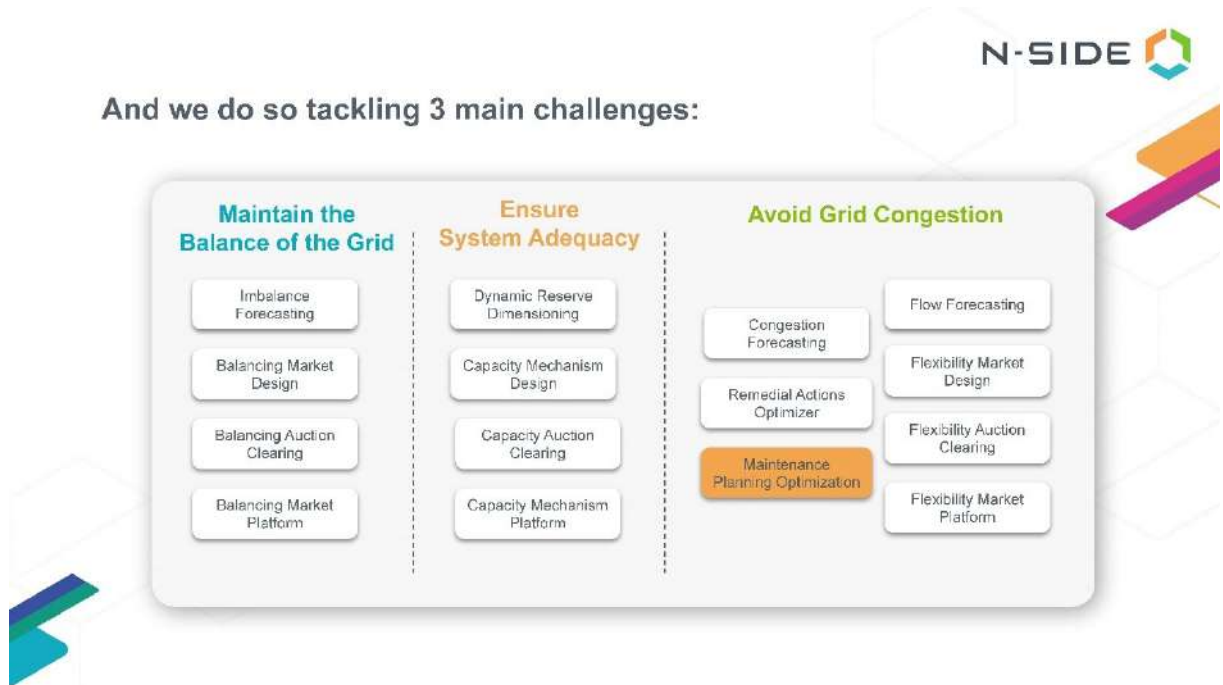 N-SIDE
And we do so tackling 3 main challenges:
Maintain the
Balance of the Grid
Imbalance
Forecasting
Balancing Market
Design
Balancing Auction
Clearing
Balancing Market
Platform
Ensure
System Adequacy
Dynamic Reserve
Dimensioning
Capacity Mechanism
Design
Capacity Auction
Clearing
Capacity Mechanism
Platform
Avoid Grid Congestion
Congestion
Forecasting
Remedial Actions
Optimizer
Maintenance
Planning Optimization
Flow Forecasting
Flexibility Market
Design
Flexibility Auction
Clearing
Flexibility Market
Platform